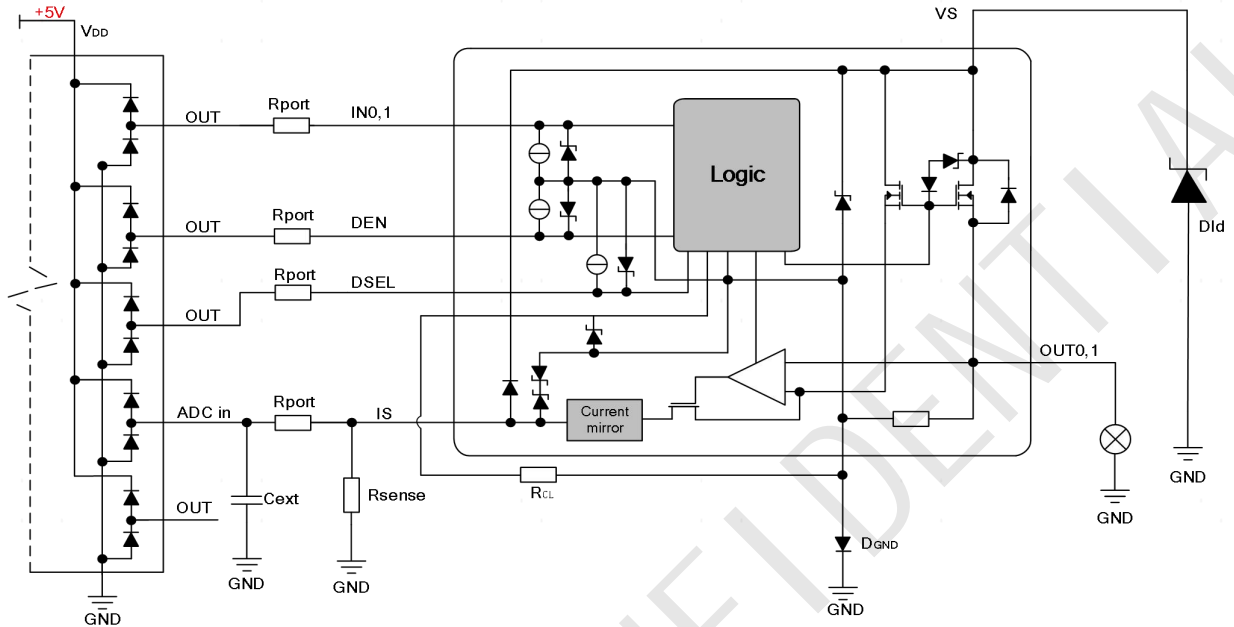 +5V
VDD
VS
OUT
Rport
IN0,1
Logic
OUT
Rport
DEN
Rport
DSEL
OUT
Dld
OUT0,1
ADC in
Rport
IS
Current
mirror
Cext
Rsense
RCL
OUT
DGND
GND
GND
GND
GND
GND
GND